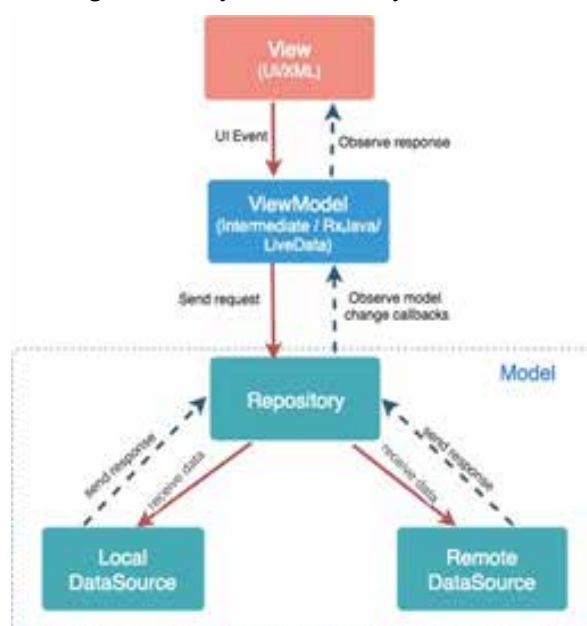 View
(UI/XML)
UI Event
Observe response
ViewModel
(Intermediate / RxJava/
LiveData)
Send request
Observe model
change callbacks
Model
Repository
send response
receive data
receive data
send response
Local
DataSource
Remote
DataSource